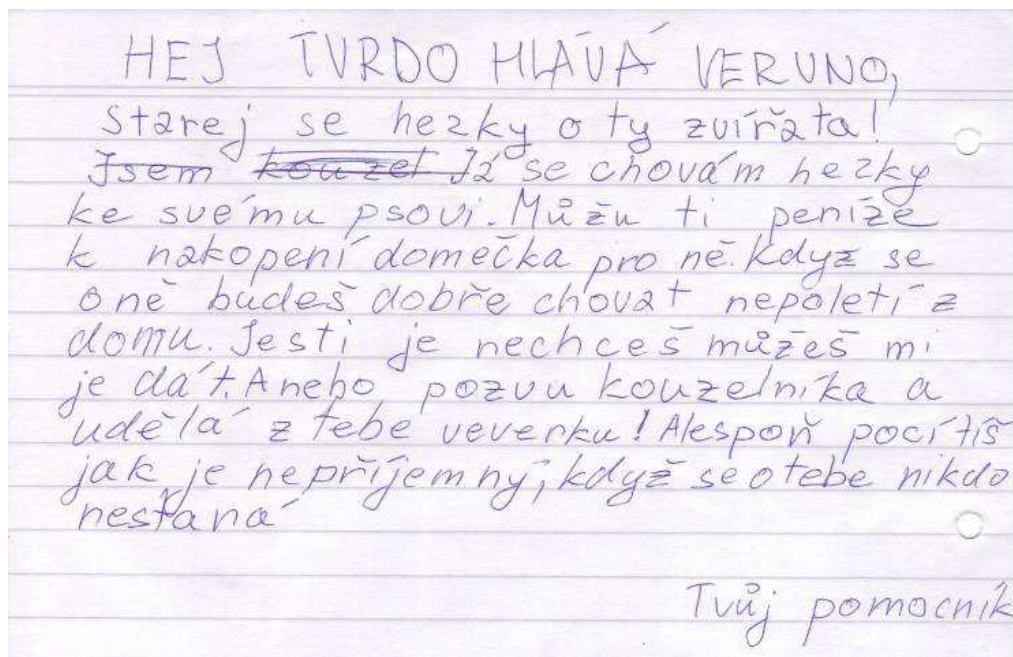 HEJ TVRDO HLAVÁ VERUNO,
Starej se hezky o ty zvířata!
Jsem kouzel Já se chovám hezky
ke svému psovi. Můžu ti peníze
k nakopení domečka pro ně. když se
o ně budeš dobře chovat nepoletí z
domu. Jesti je nechceš můžeš mi
je dát. Anebo pozvu kouzelníka a
udělá z tebe veverku! Alespoň pocítíš
jak je nepříjemný, když se o tebe nikdo
nestaná
Tvůj pomocník